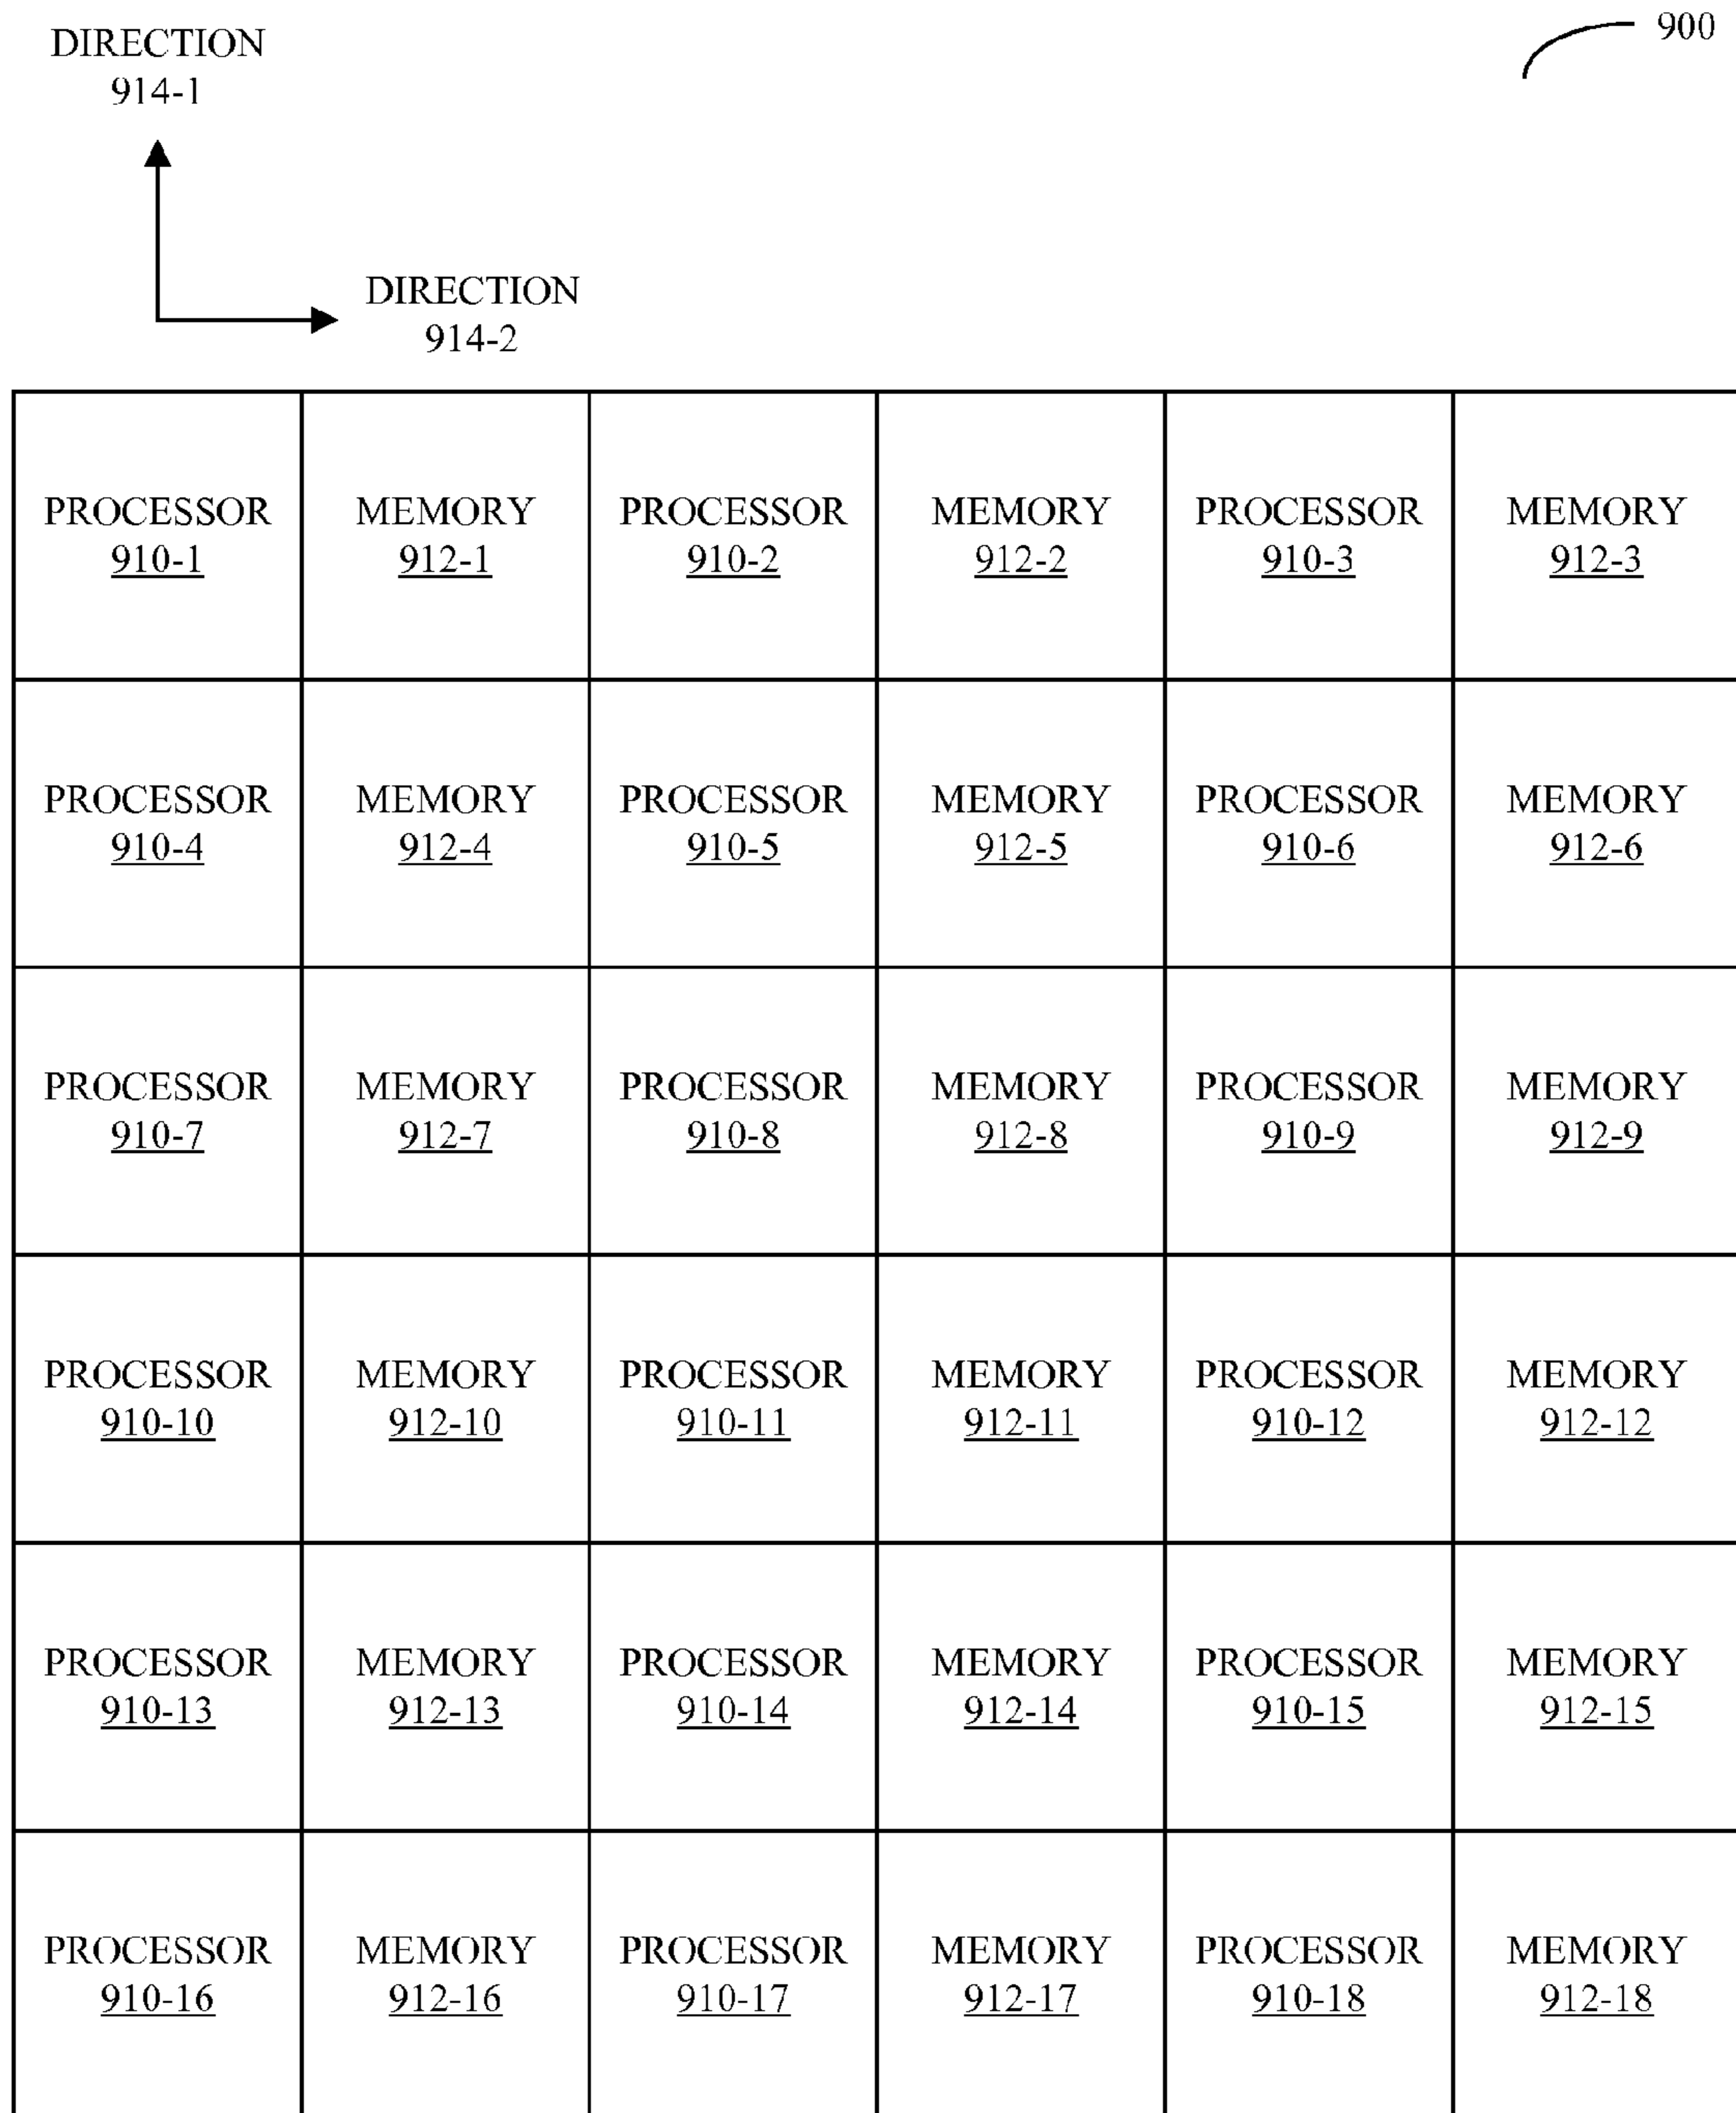 900
DIRECTION
914-1
DIRECTION
914-2
PROCESSOR
910-1
MEMORY
912-1
PROCESSOR
910-2
MEMORY
912-2
PROCESSOR
910-3
MEMORY
912-3
PROCESSOR
910-4
MEMORY
912-4
PROCESSOR
910-5
MEMORY
912-5
PROCESSOR
910-6
MEMORY
912-6
PROCESSOR
910-7
MEMORY
912-7
PROCESSOR
910-8
MEMORY
912-8
PROCESSOR
910-9
MEMORY
912-9
PROCESSOR
910-10
MEMORY
912-10
PROCESSOR
910-11
MEMORY
912-11
PROCESSOR
910-12
MEMORY
912-12
PROCESSOR
910-13
MEMORY
912-13
PROCESSOR
910-14
MEMORY
912-14
PROCESSOR
910-15
MEMORY
912-15
PROCESSOR
910-16
MEMORY
912-16
PROCESSOR
910-17
MEMORY
912-17
PROCESSOR
910-18
MEMORY
912-18